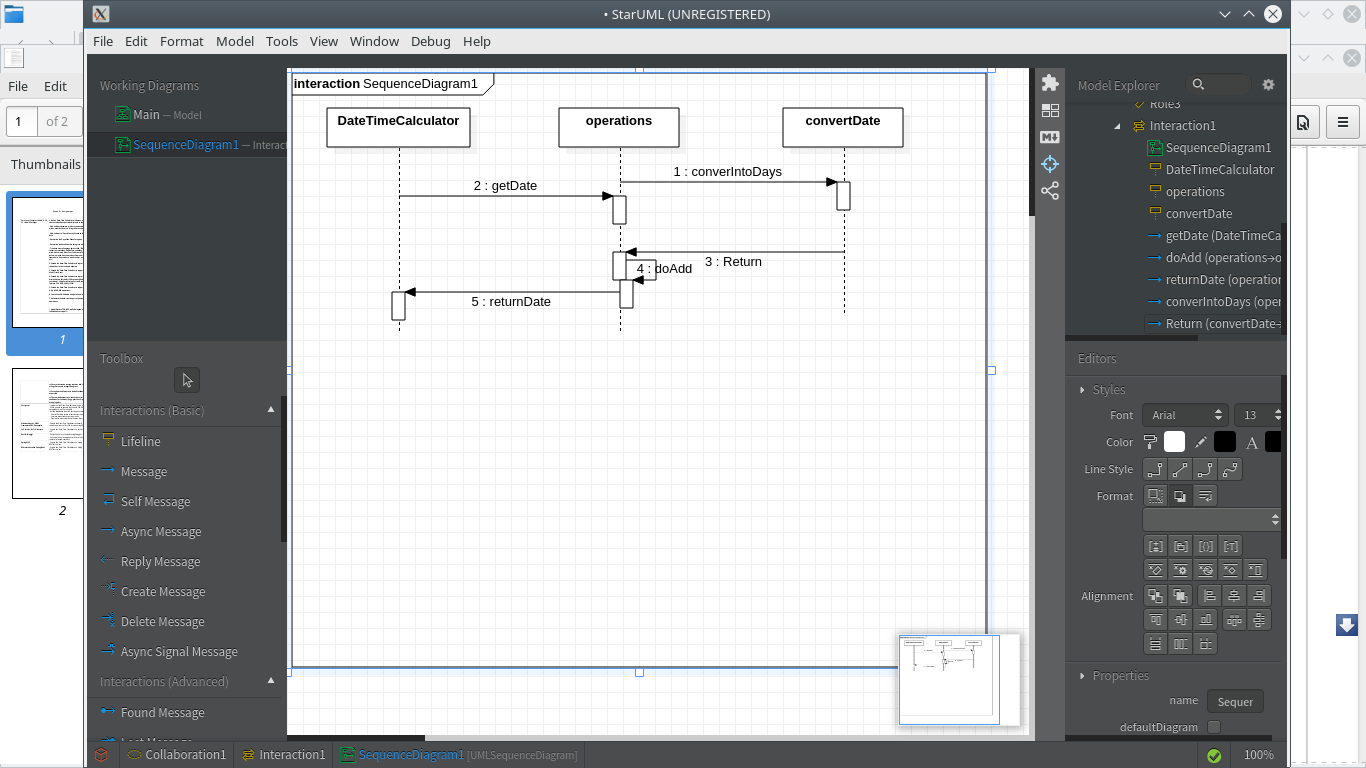 • StarUML (UNREGISTERED)
File Edit Format Model Tools View Window Debug Help
File Edit
1 of 2
Thumbnails
1
2
Working Diagrams
Main — Model
SequenceDiagram1 — Interact
Toolbox
Interactions (Basic)
Lifeline
Message
Self Message
Async Message
Reply Message
Create Message
Delete Message
Async Signal Message
Interactions (Advanced)
Found Message
interaction SequenceDiagram1
DateTimeCalculator
operations
convertDate
1 : converIntoDays
2 : getDate
3 : Return
4 : doAdd
5 : returnDate
Model Explorer
Role3
Interaction1
SequenceDiagram1
DateTimeCalculator
operations
convertDate
getDate (DateTimeCa
doAdd (operations→o
returnDate (operation
converIntoDays (oper
Return (convertDate→
Editors
Styles
Font Arial 13
Color
Line Style
Format
Alignment
Properties
name Sequer
defaultDiagram
Collaboration1 Interaction1 SequenceDiagram1 [UMLSequenceDiagram]
100%